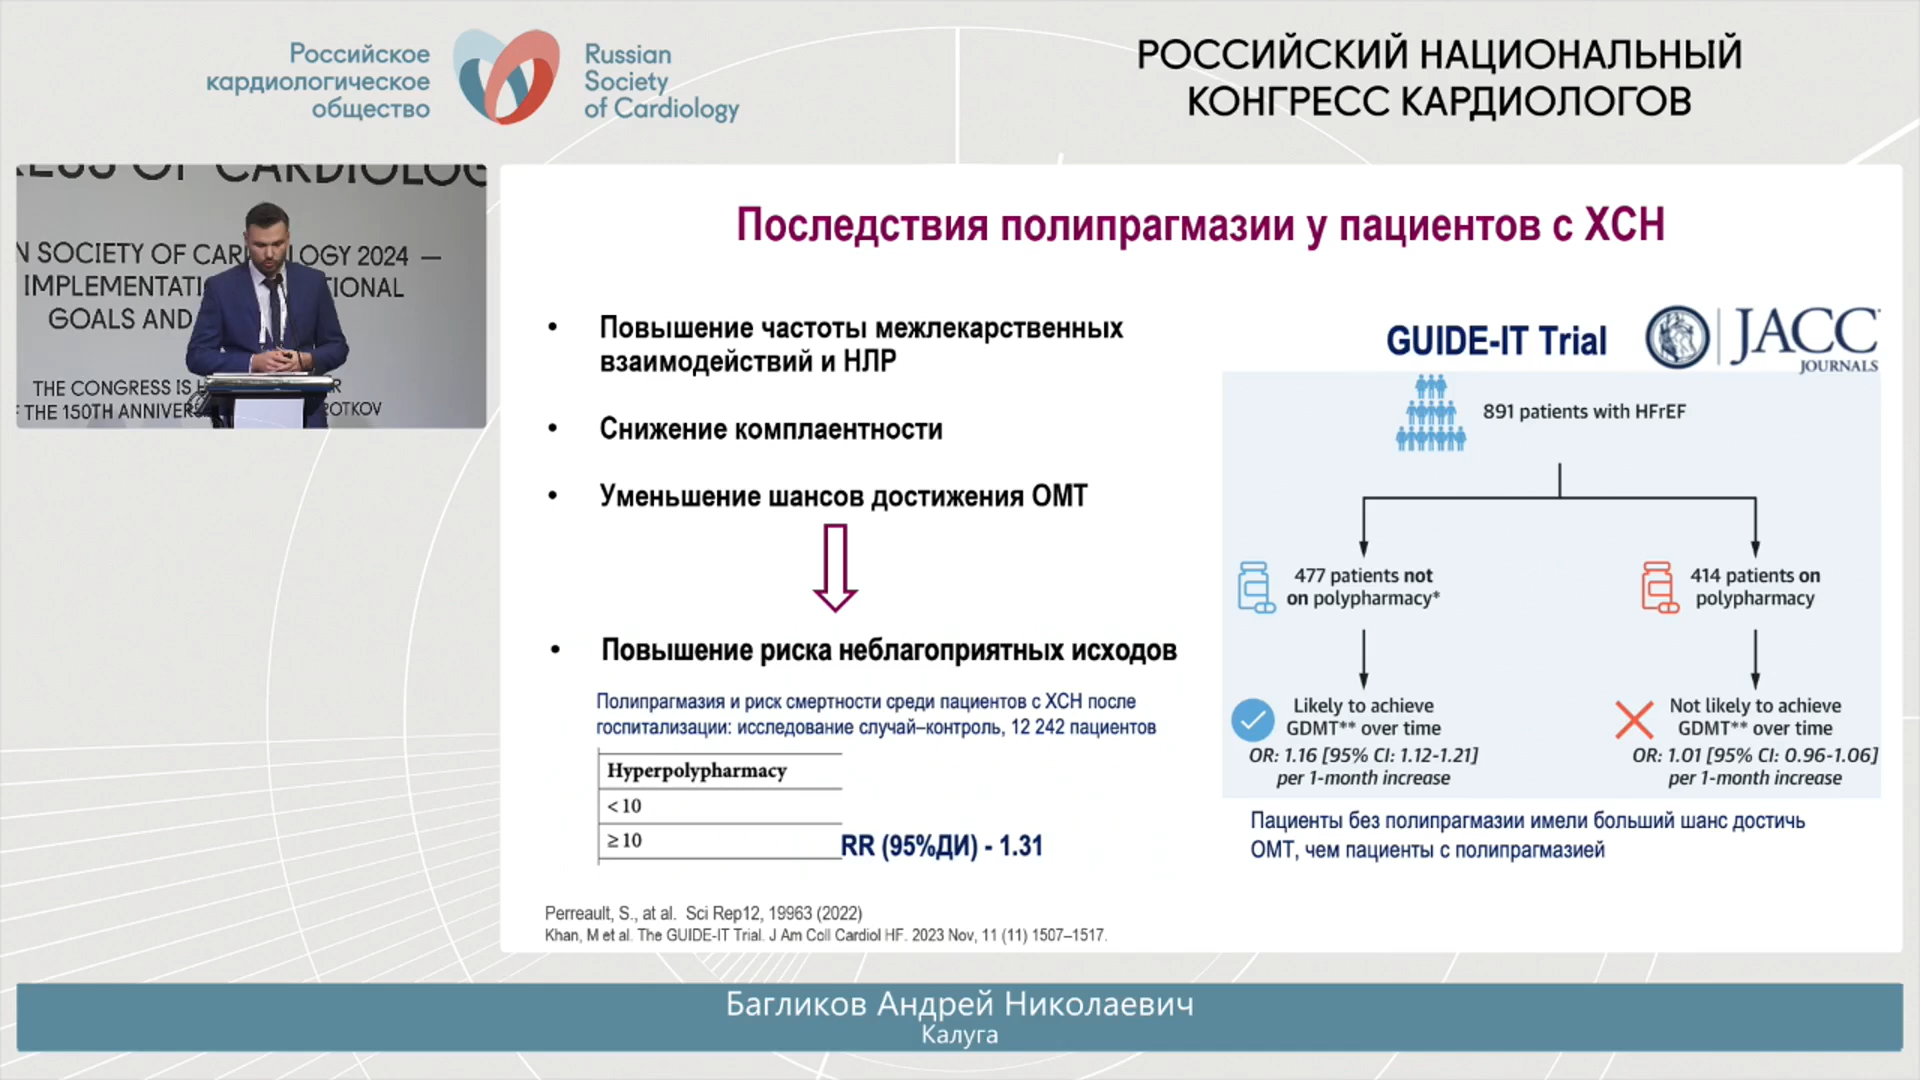 Российское
кардиологическое
общество
Russian
Society
of Cardiology
РОССИЙСКИЙ НАЦИОНАЛЬНЫЙ
КОНГРЕСС КАРДИОЛОГОВ
CARDIOLOG
N SOCIETY OF CAR LOGY 2024 —
IMPLEMENTATI TIONAL
GOALS AND
THE CONGRESS IS H R
THE 150TH ANNIVERS ROTKOV
Последствия полипрагмазии у пациентов с ХСН
• Повышение частоты межлекарственных
взаимодействий и НЛР
• Снижение комплаентности
• Уменьшение шансов достижения ОМТ
• Повышение риска неблагоприятных исходов
Полипрагмазия и риск смертности среди пациентов с ХСН после
госпитализации: исследование случай–контроль, 12 242 пациентов
Hyperpolypharmacy
< 10
≥ 10
RR (95%ДИ) - 1.31
Perreault, S., at al. Sci Rep12, 19963 (2022)
Khan, M et al. The GUIDE-IT Trial. J Am Coll Cardiol HF. 2023 Nov, 11 (11) 1507–1517.
GUIDE-IT Trial
JACC
JOURNALS
891 patients with HFrEF
477 patients not
on polypharmacy*
414 patients on
polypharmacy
Likely to achieve
GDMT** over time
OR: 1.16 [95% CI: 1.12-1.21]
per 1-month increase
Not likely to achieve
GDMT** over time
OR: 1.01 [95% CI: 0.96-1.06]
per 1-month increase
Пациенты без полипрагмазии имели больший шанс достичь
ОМТ, чем пациенты с полипрагмазией
Багликов Андрей Николаевич
Калуга